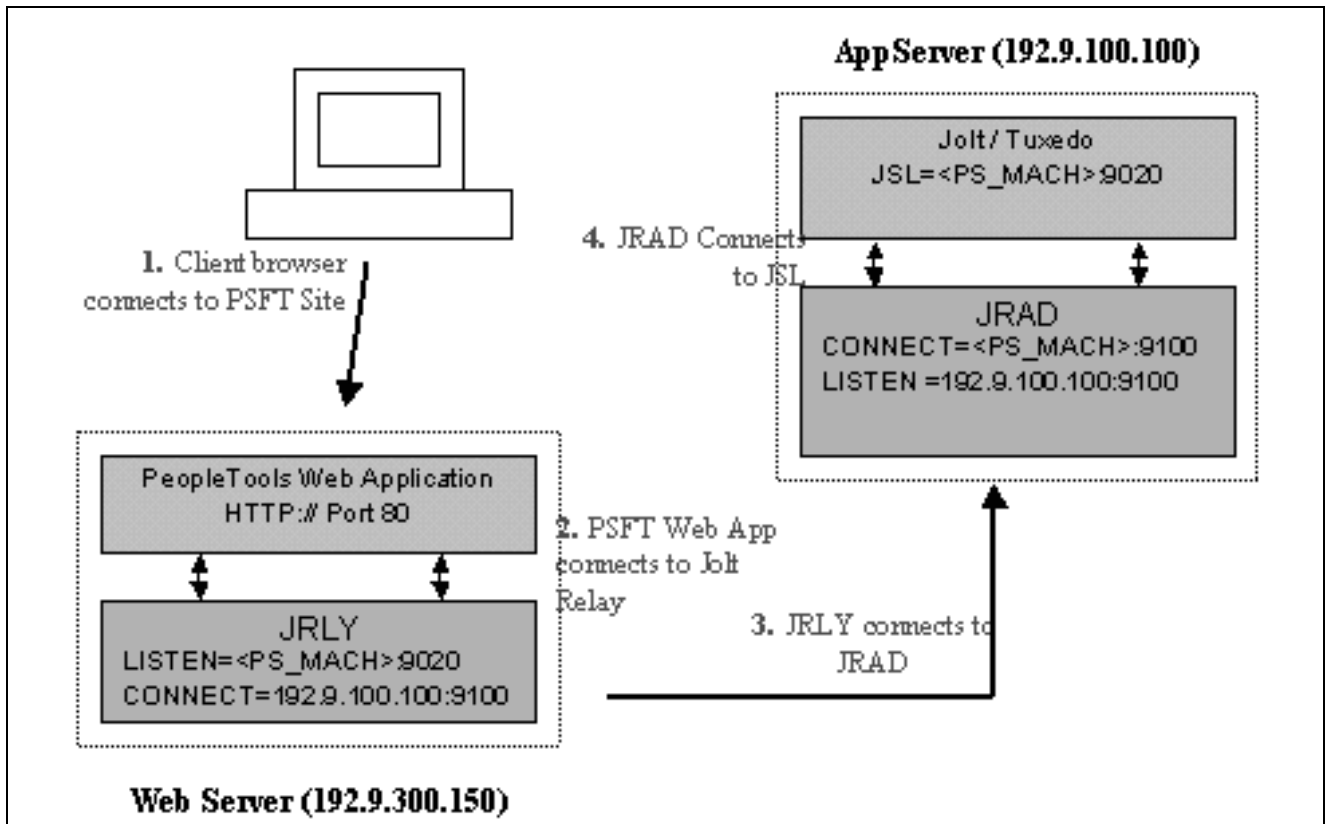 AppServer (192.9.100.100)
Jolt / Tuxedo
JSL=<PS_MACH>:9020
4. JRAD Connects
to JSL
JRAD
CONNECT=<PS_MACH>:9100
LISTEN =192.9.100.100:9100
1. Client browser
connects to PSFT Site
PeopleTools Web Application
HTTP:// Port 80
2. PSFT Web App
connects to Jolt
Relay
JRLY
LISTEN=<PS_MACH>:9020
CONNECT=192.9.100.100:9100
3. JRLY connects to
JRAD
Web Server (192.9.300.150)